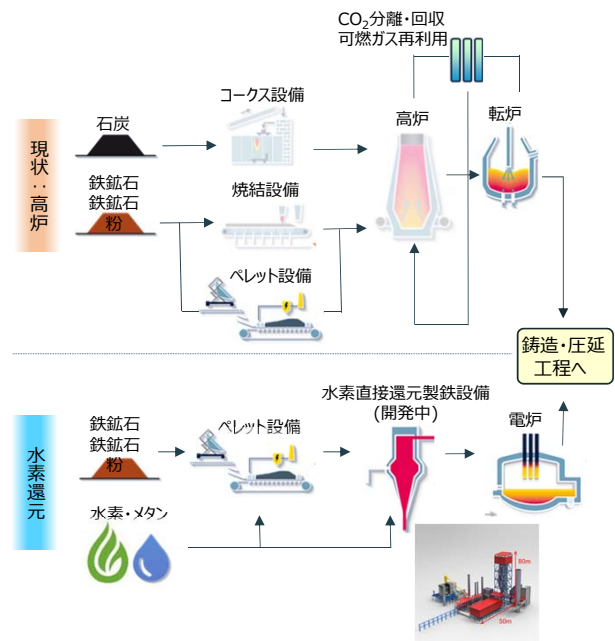 CO2分離・回収
可燃ガス再利用
コークス設備
高炉
転炉
石炭
現状：高炉
鉄鉱石
鉄鉱石
粉
焼結設備
ペレット設備
鋳造・圧延
工程へ
水素直接還元製鉄設備
(開発中)
電炉
水素還元
鉄鉱石
鉄鉱石
粉
ペレット設備
水素・メタン
80m
50m